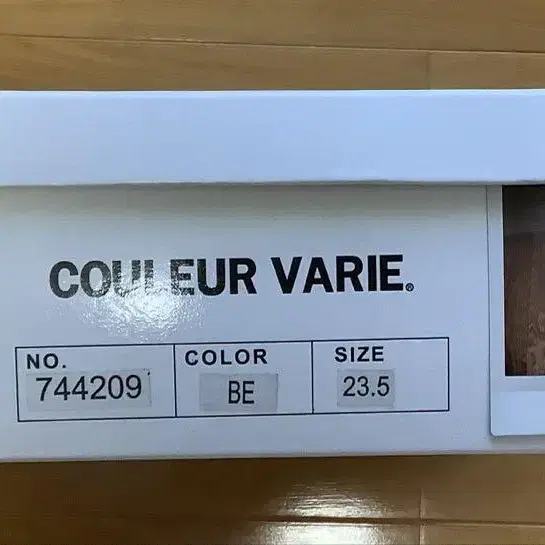 COULEUR VARIE®
NO. COLOR SIZE
744209 BE 23.5